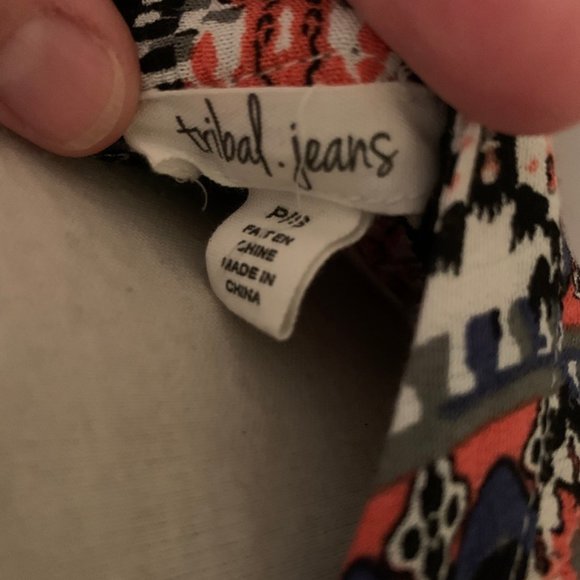 tribal.jeans
P/S
FAIT EN
CHINE
MADE IN
CHINA